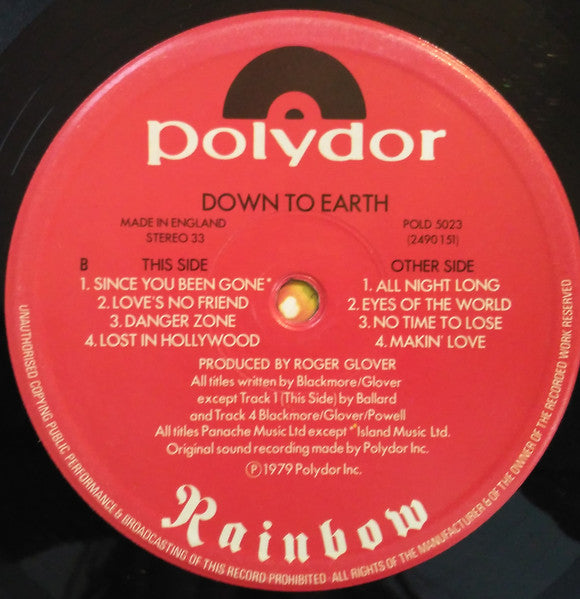 polydor
DOWN TO EARTH
MADE IN ENGLAND
STEREO 33
POLD 5023
(2490 151)
B THIS SIDE
1. SINCE YOU BEEN GONE*
2. LOVE'S NO FRIEND
3. DANGER ZONE
4. LOST IN HOLLYWOOD
OTHER SIDE
1. ALL NIGHT LONG
2. EYES OF THE WORLD
3. NO TIME TO LOSE
4. MAKIN' LOVE
PRODUCED BY ROGER GLOVER
All titles written by Blackmore/Glover
except Track 1 (This Side) by Ballard
and Track 4 Blackmore/Glover/Powell
All titles Panache Music Ltd except *Island Music Ltd.
Original sound recording made by Polydor Inc.
℗ 1979 Polydor Inc.
Rainbow
UNAUTHORISED COPYING PUBLIC PERFORMANCE & BROADCASTING OF THIS RECORD PROHIBITED · ALL RIGHTS OF THE MANUFACTURER & OF THE OWNER OF THE RECORDED WORK RESERVED